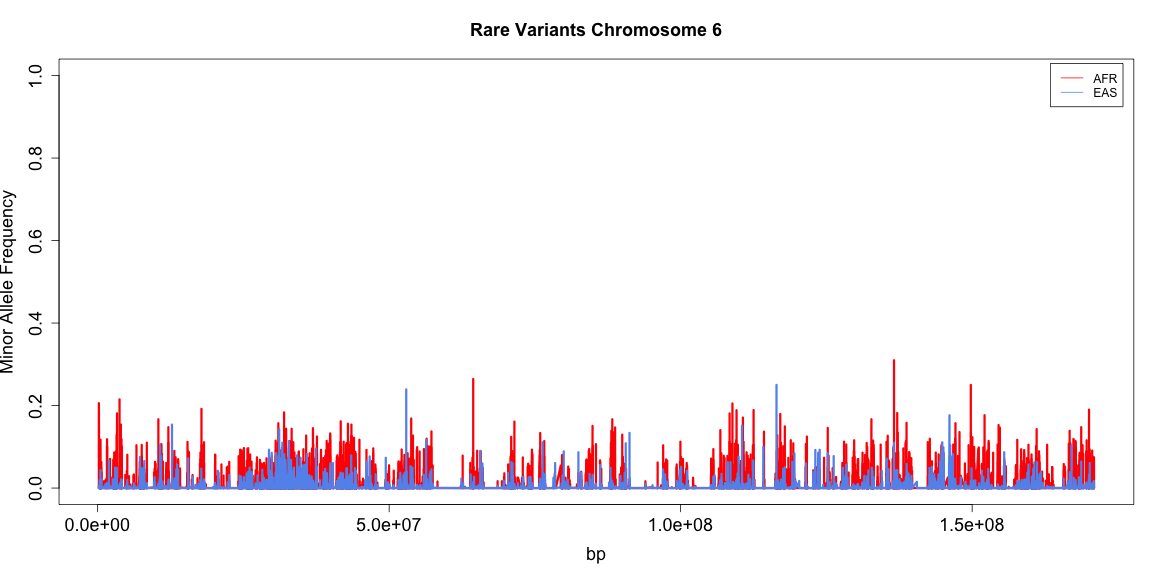 Rare Variants Chromosome 6
AFR
EAS
Minor Allele Frequency
1.0
0.8
0.6
0.4
0.2
0.0
0.0e+00
5.0e+07
1.0e+08
1.5e+08
bp